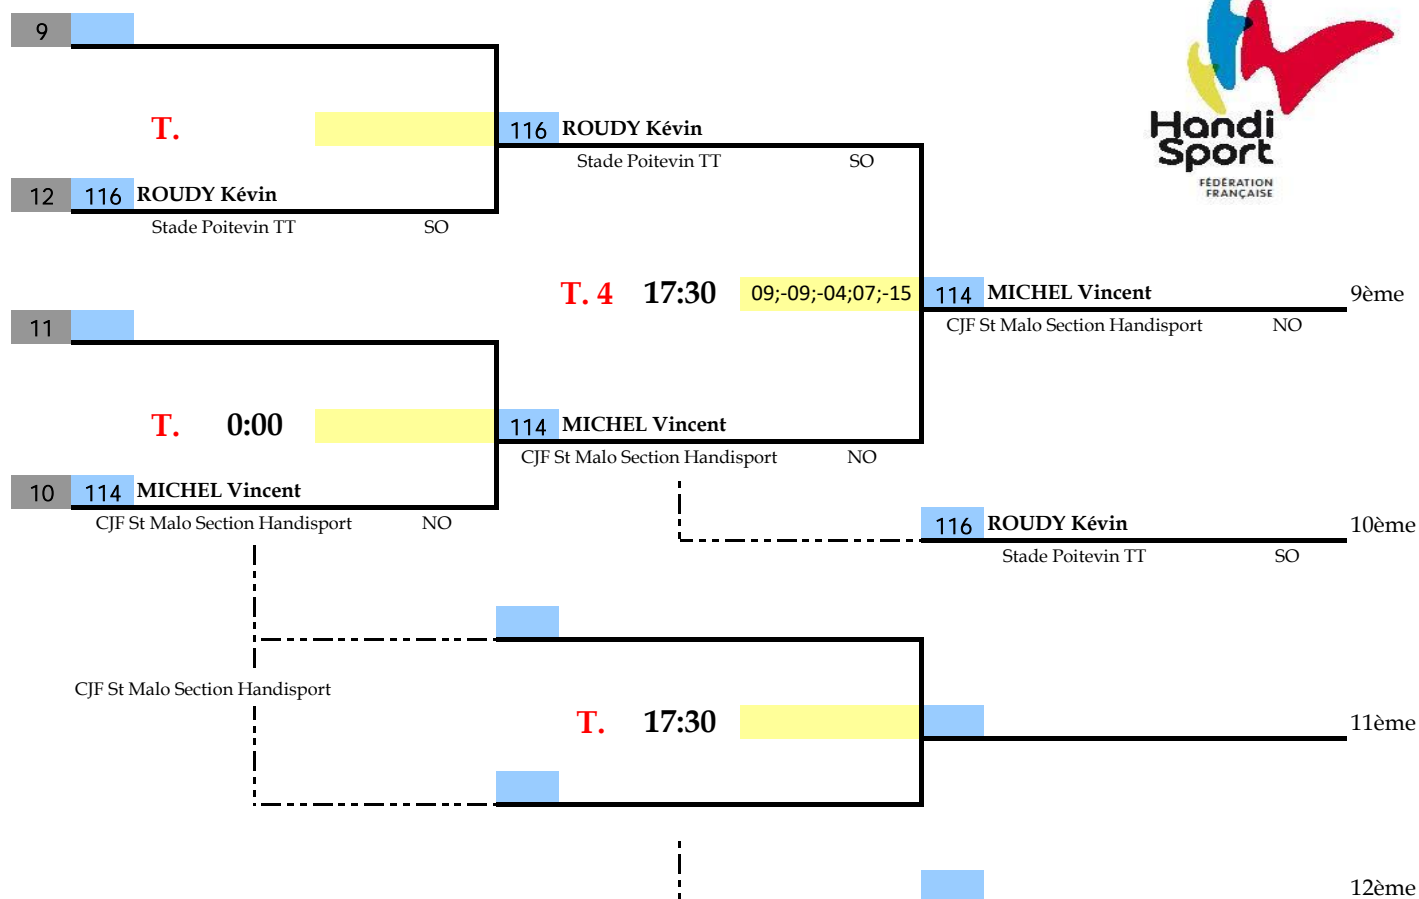 9
Handi
Sport
FÉDÉRATION
FRANÇAISE
T.
116 ROUDY Kévin
Stade Poitevin TT SO
12 116 ROUDY Kévin
Stade Poitevin TT SO
T. 4 17:30 09;-09;-04;07;-15 114 MICHEL Vincent 9ème
CJF St Malo Section Handisport NO
11
T. 0:00 114 MICHEL Vincent
CJF St Malo Section Handisport NO
10 114 MICHEL Vincent
CJF St Malo Section Handisport NO
116 ROUDY Kévin 10ème
Stade Poitevin TT SO
CJF St Malo Section Handisport
T. 17:30 11ème
12ème